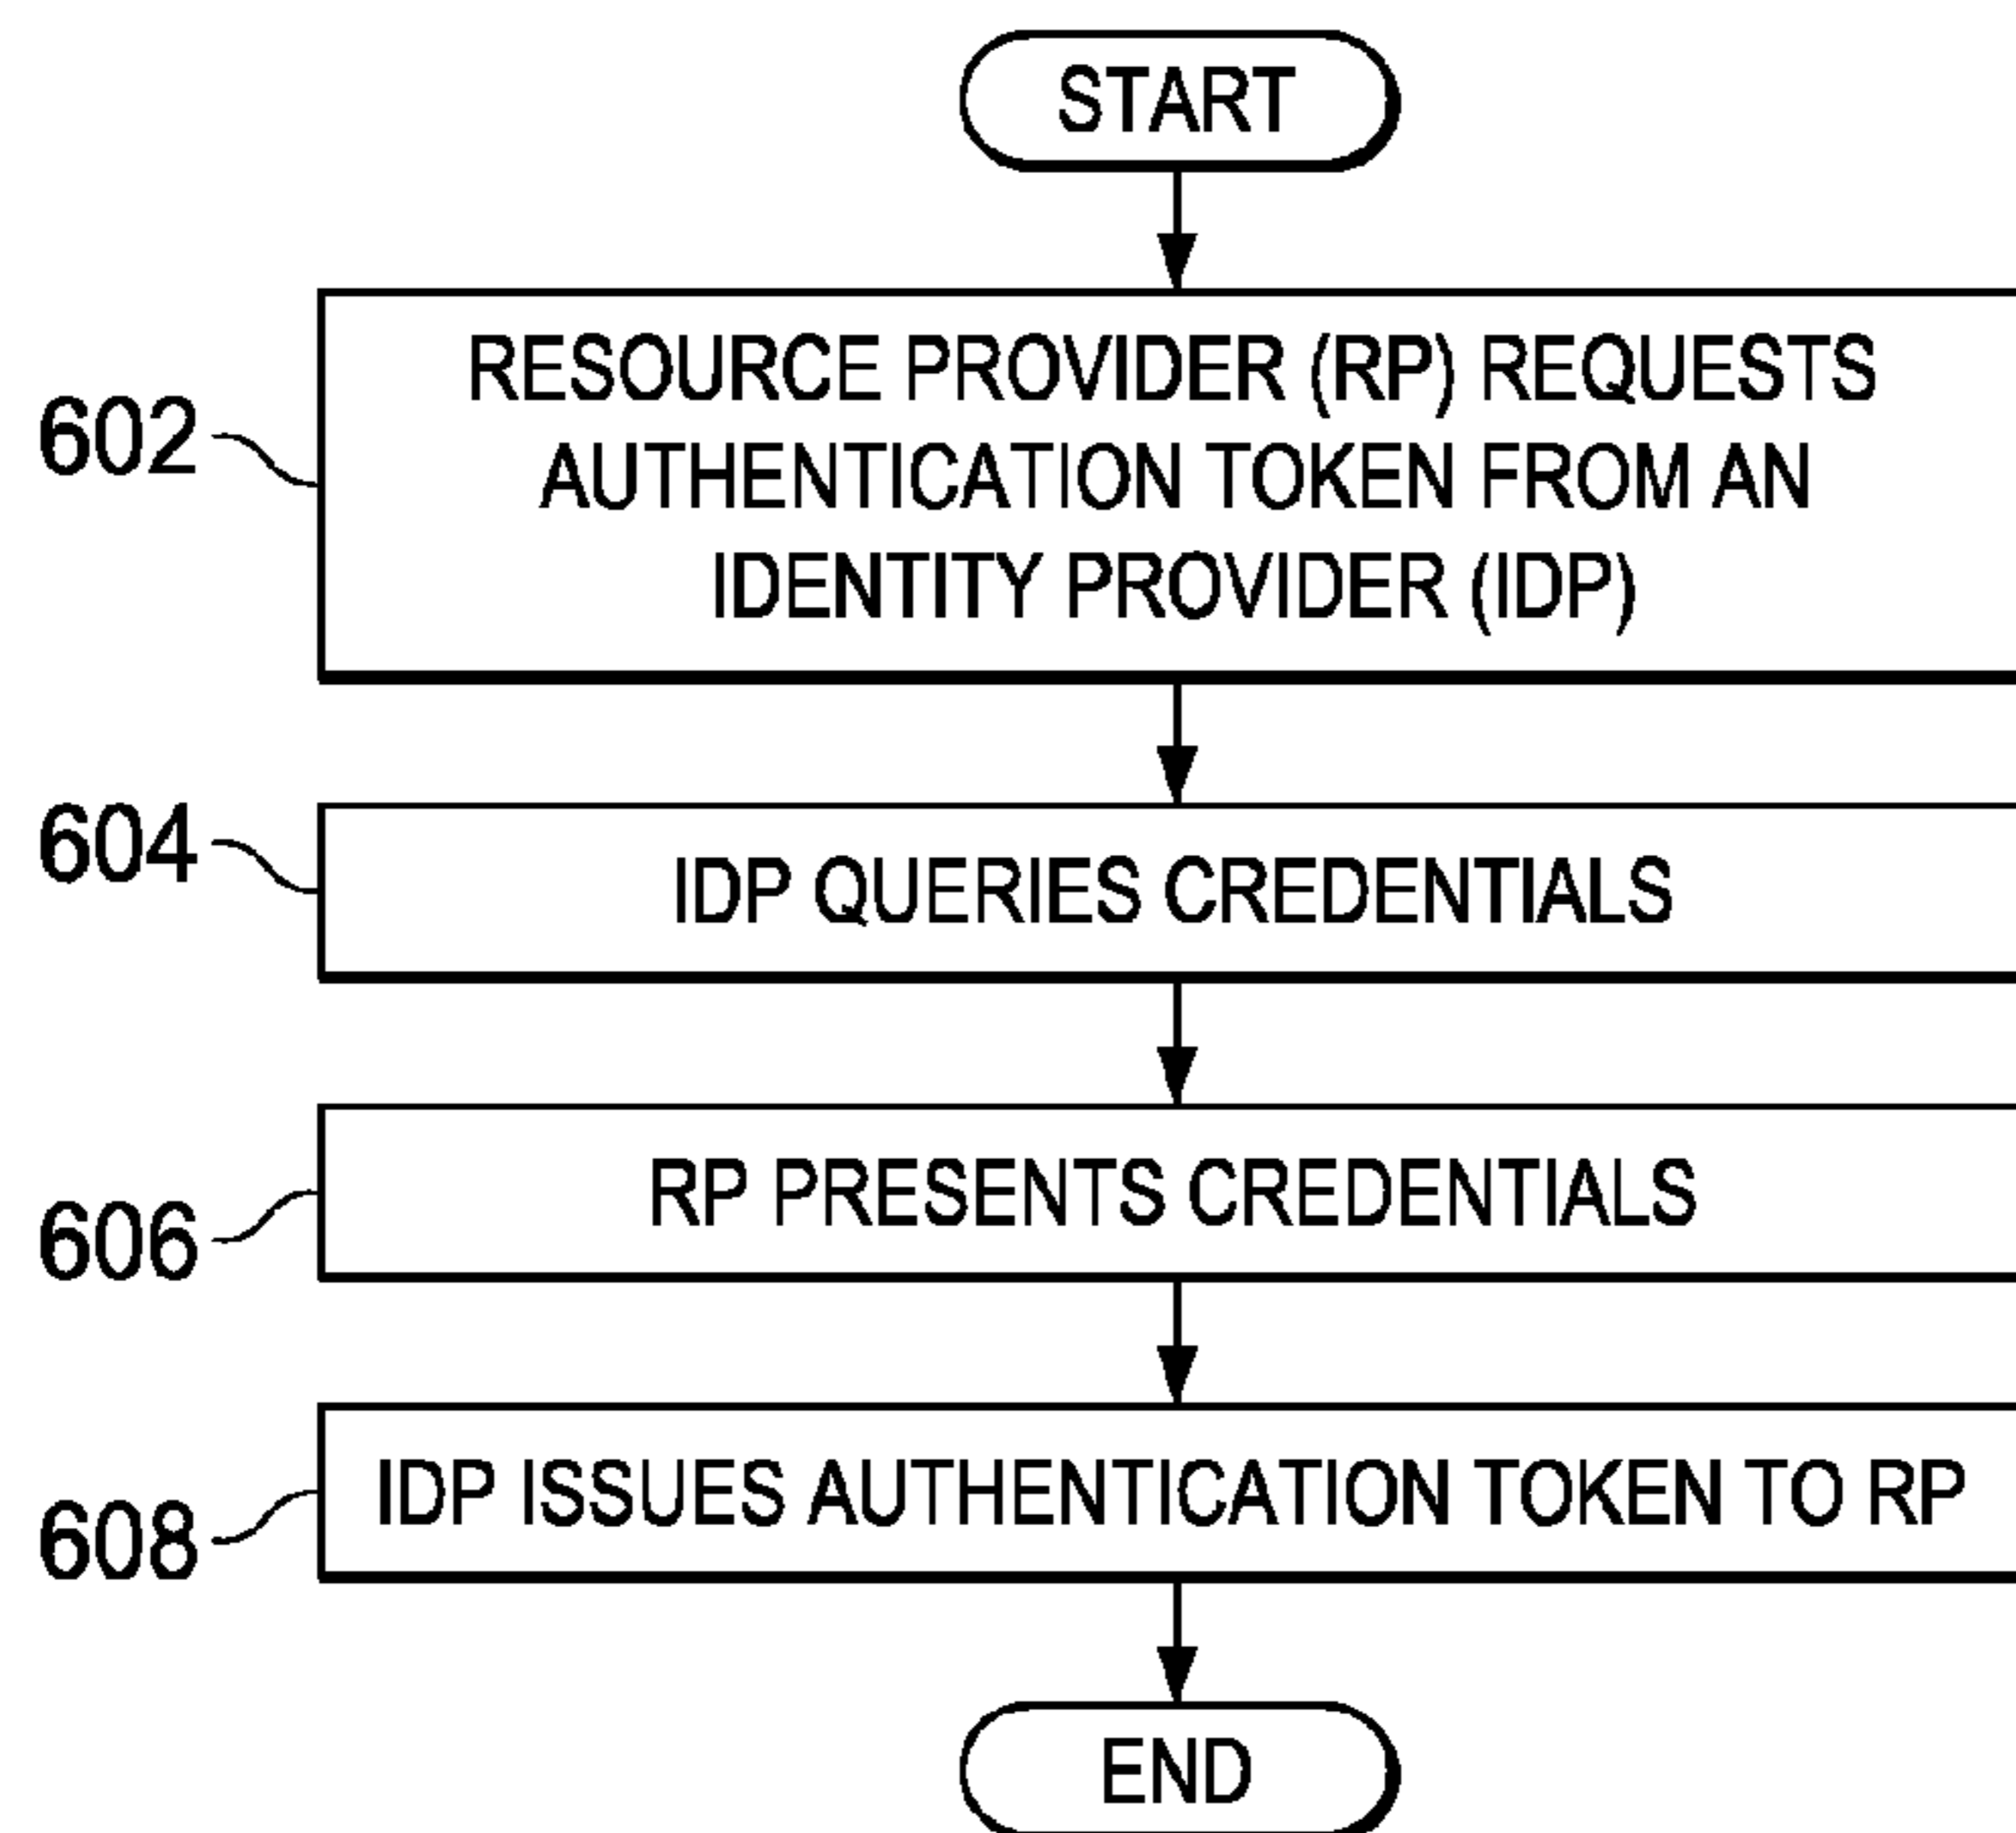 START
602
RESOURCE PROVIDER (RP) REQUESTS
AUTHENTICATION TOKEN FROM AN
IDENTITY PROVIDER (IDP)
604
IDP QUERIES CREDENTIALS
606
RP PRESENTS CREDENTIALS
608
IDP ISSUES AUTHENTICATION TOKEN TO RP
END